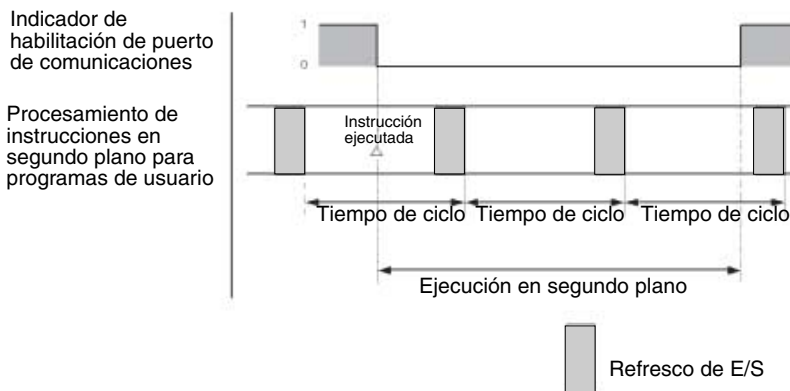 Indicador de
habilitación de puerto
de comunicaciones
1
0
Procesamiento de
instrucciones en
segundo plano para
programas de usuario
Instrucción
ejecutada
Tiempo de ciclo
Tiempo de ciclo
Tiempo de ciclo
Ejecución en segundo plano
Refresco de E/S